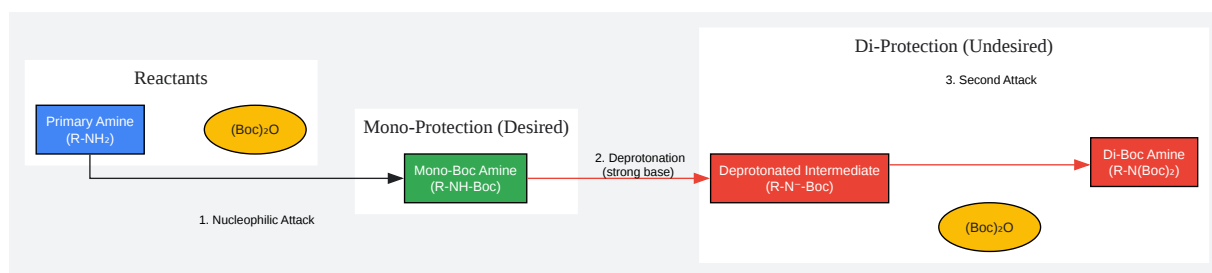 Reactants
Primary Amine
(R-NH₂)
(Boc)₂O
1. Nucleophilic Attack
Mono-Protection (Desired)
Mono-Boc Amine
(R-NH-Boc)
2. Deprotonation
(strong base)
Di-Protection (Undesired)
3. Second Attack
Deprotonated Intermediate
(R-N⁻-Boc)
(Boc)₂O
Di-Boc Amine
(R-N(Boc)₂)